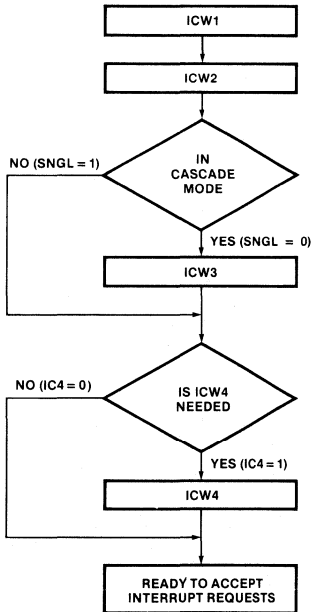 ICW1
ICW2
IN
CASCADE
MODE
NO (SNGL = 1)
YES (SNGL = 0)
ICW3
IS ICW4
NEEDED
NO (IC4 = 0)
YES (IC4 = 1)
ICW4
READY TO ACCEPT
INTERRUPT REQUESTS